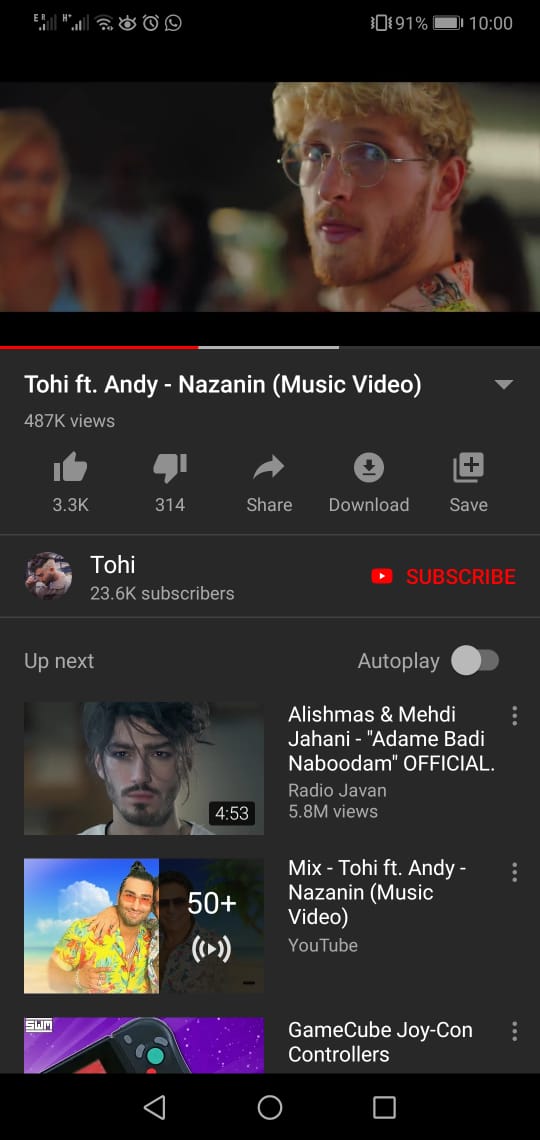 E R H+ 91% 10:00
Tohi ft. Andy - Nazanin (Music Video)
487K views
3.3K 314 Share Download Save
Tohi
23.6K subscribers
SUBSCRIBE
Up next Autoplay
4:53
Alishmas & Mehdi
Jahani - "Adame Badi
Naboodam" OFFICIAL.
Radio Javan
5.8M views
50+
Mix - Tohi ft. Andy -
Nazanin (Music
Video)
YouTube
SWM
GameCube Joy-Con
Controllers